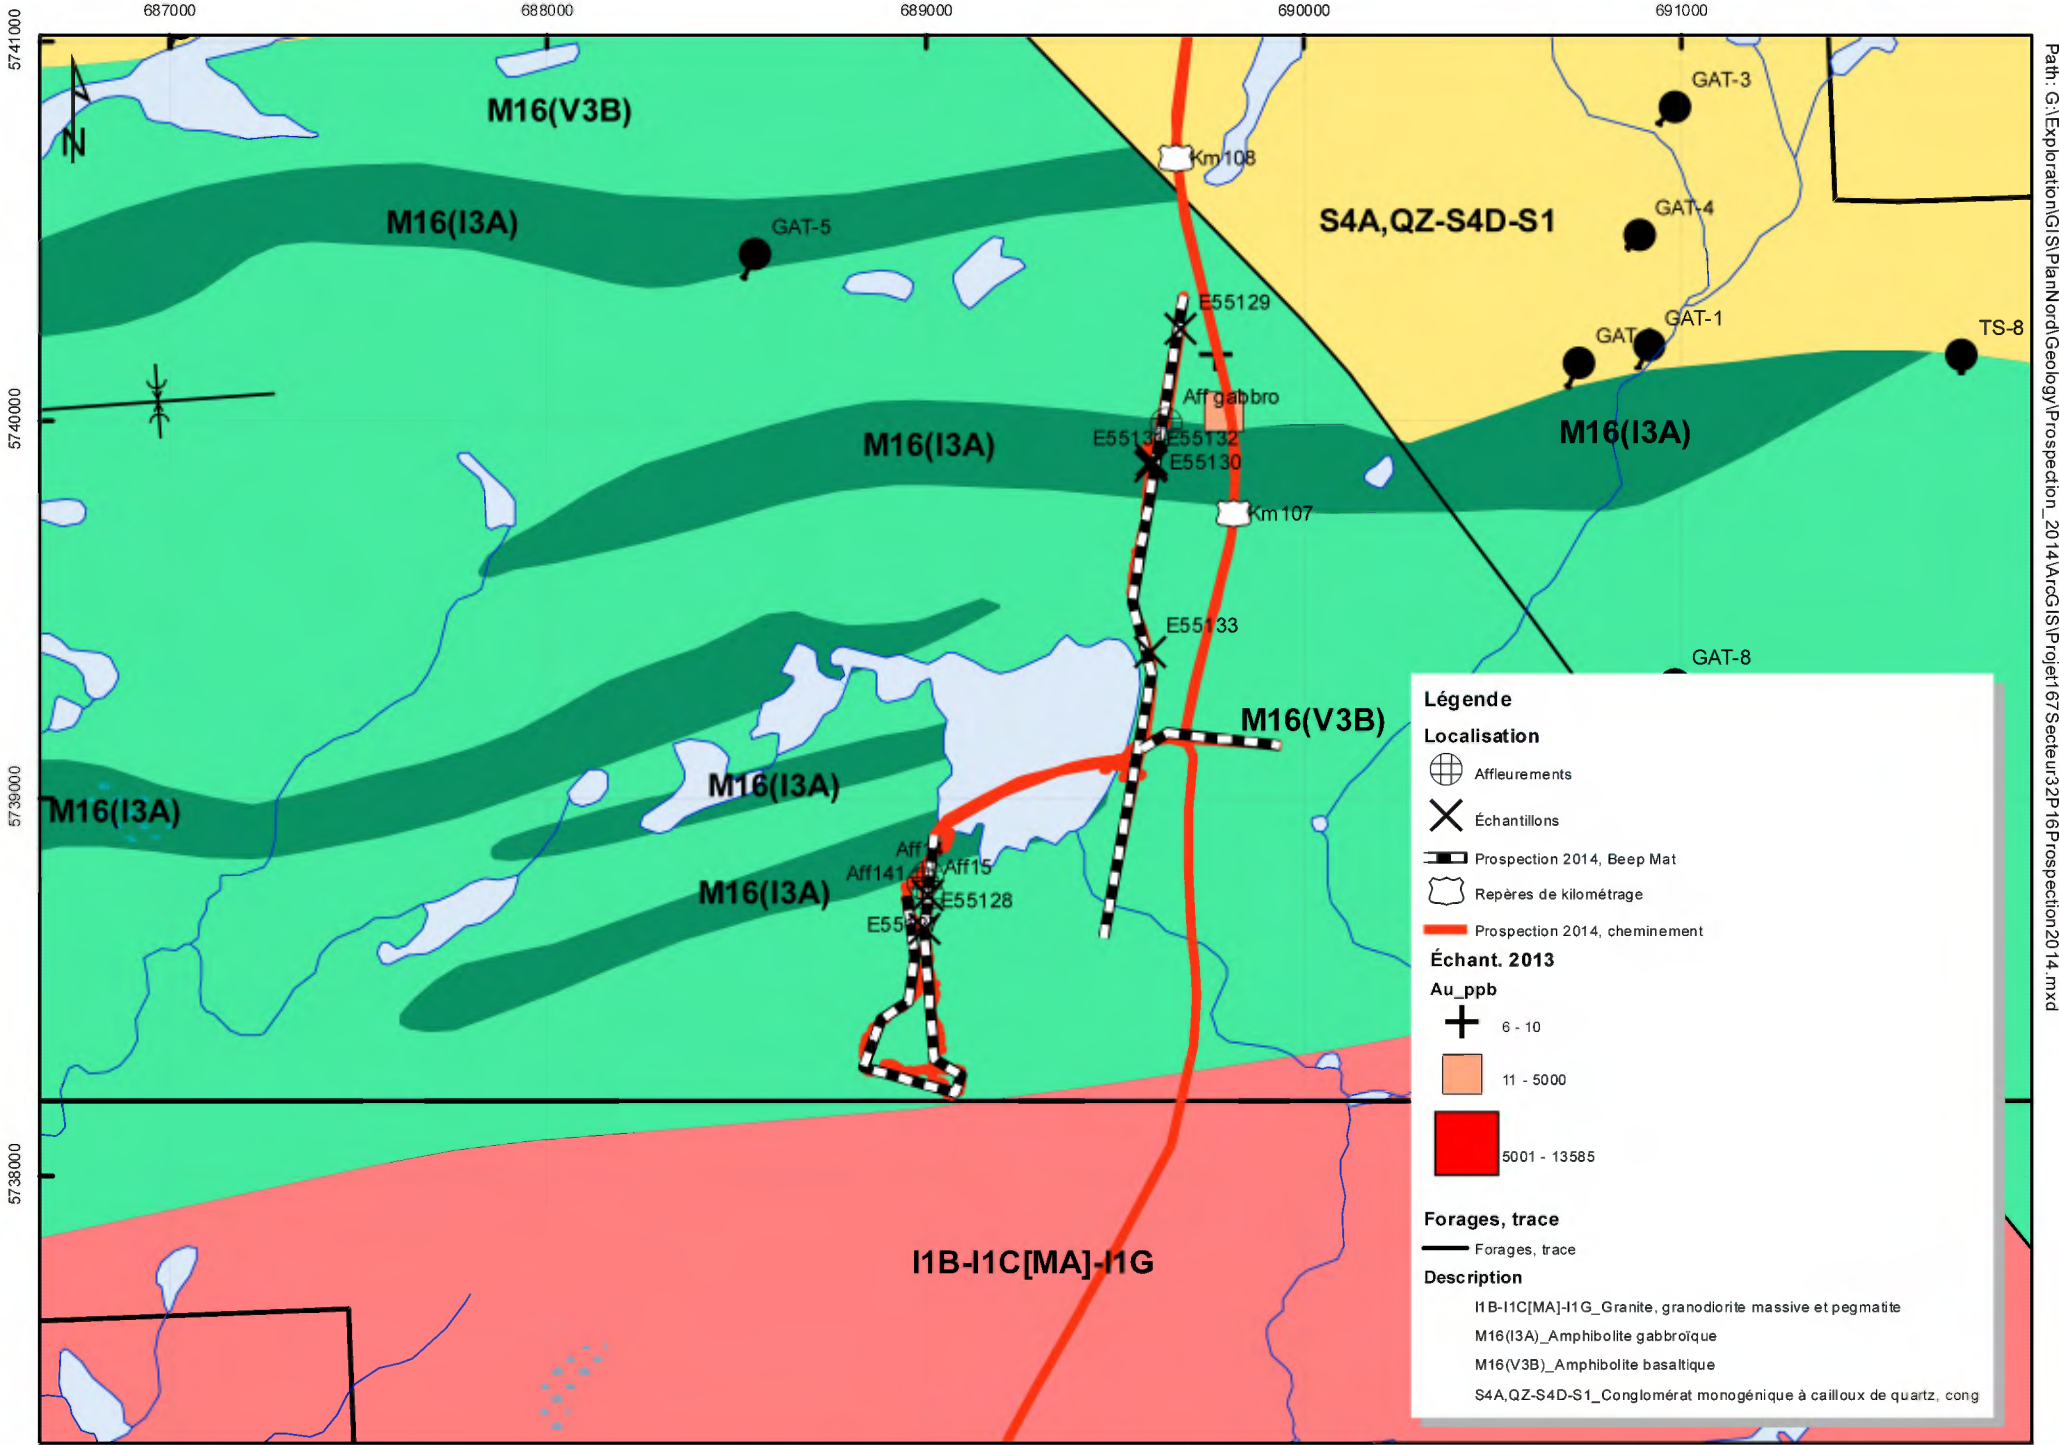 687000
688000
689000
690000
691000
5741000
5740000
5739000
5738000
N
M16(V3B)
M16(I3A)
GAT-5
Km108
GAT-3
S4A,QZ-S4D-S1
GAT-4
GAT-1
GAT
TS-8
E55129
Aff gabbro
M16(I3A)
E5513
E55132
E55130
M16(I3A)
Km107
E55133
GAT-8
M16(V3B)
M16(I3A)
M16(I3A)
M16(I3A)
Aff15
Aff141
E55128
I1B-I1C[MA]-I1G
Légende
Localisation
Affleurements
Échantillons
Prospection 2014, Beep Mat
Repères de kilométrage
Prospection 2014, cheminement
Échant. 2013
Au_ppb
6 - 10
11 - 5000
5001 - 13585
Forages, trace
Forages, trace
Description
I1B-I1C[MA]-I1G_Granite, granodiorite massive et pegmatite
M16(I3A)_Amphibolite gabbroïque
M16(V3B)_Amphibolite basaltique
S4A,QZ-S4D-S1_Conglomérat monogénique à cailloux de quartz, cong
Path: G:\Exploration\GIS\PlanNord\Geology\Prospection_2014\ArcGIS\Projet167Secteur32P16Prospection2014.mxd